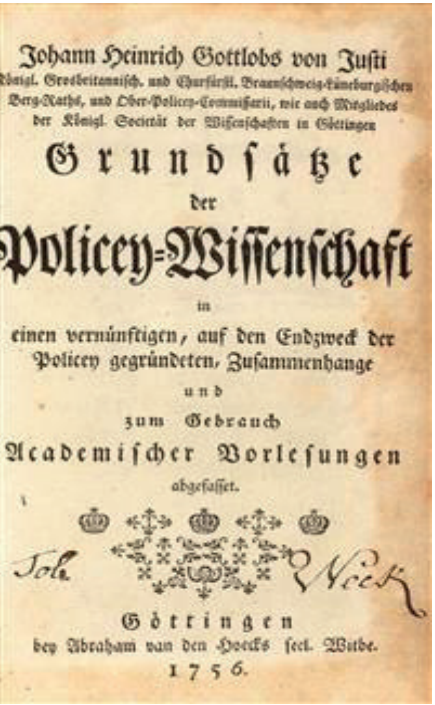 Johann Heinrich Gottlobs von Justi
Königl. Grosbritannisch. und Churfürstl. Braunschweig-Lüneburgischen
Berg-Raths, und Ober-Policey-Commißarii, wie auch Mitgliedes
der Königl. Societät der Wissenschaften in Göttingen
Grundsätze
der
Policey-Wissenschaft
in
einen vernünftigen, auf den Endzweck der
Policey gegründeten, Zusammenhange
und
zum Gebrauch
Academischer Vorlesungen
abgefasset.
Joh. Nöck
Göttingen
bey Abraham van den Hoecks seel. Witbe.
1756.